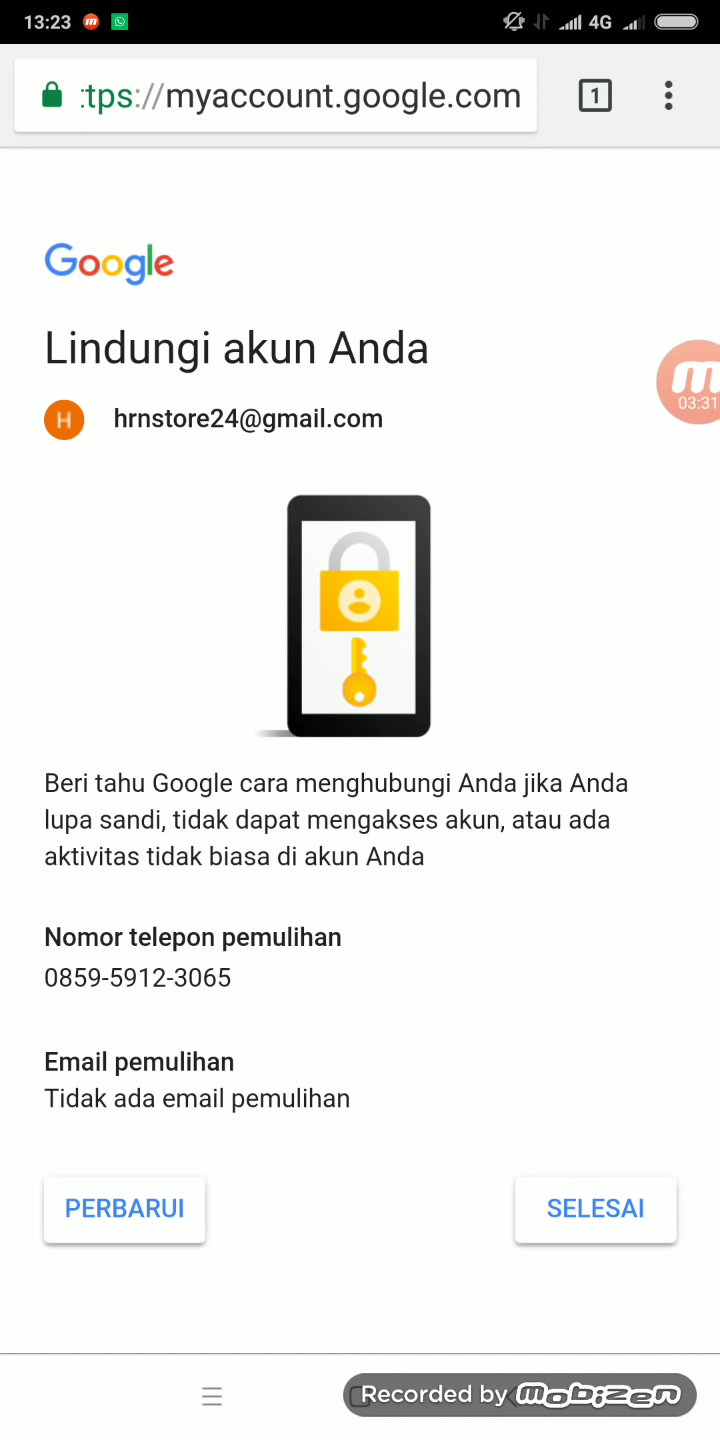 13:23
4G
:tps://myaccount.google.com
1
Google
Lindungi akun Anda
03:31
H
hrnstore24@gmail.com
Beri tahu Google cara menghubungi Anda jika Anda
lupa sandi, tidak dapat mengakses akun, atau ada
aktivitas tidak biasa di akun Anda
Nomor telepon pemulihan
0859-5912-3065
Email pemulihan
Tidak ada email pemulihan
PERBARUI
SELESAI
Recorded by mobizen